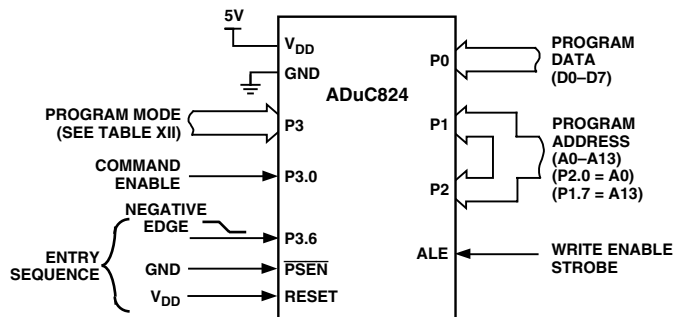 5V
VDD
GND
ADuC824
P0
PROGRAM
DATA
(D0–D7)
PROGRAM MODE
(SEE TABLE XII)
P3
P1
PROGRAM
ADDRESS
(A0–A13)
(P2.0 = A0)
(P1.7 = A13)
COMMAND
ENABLE
P3.0
P2
NEGATIVE
EDGE
P3.6
ENTRY
SEQUENCE
GND
PSEN
ALE
WRITE ENABLE
STROBE
VDD
RESET